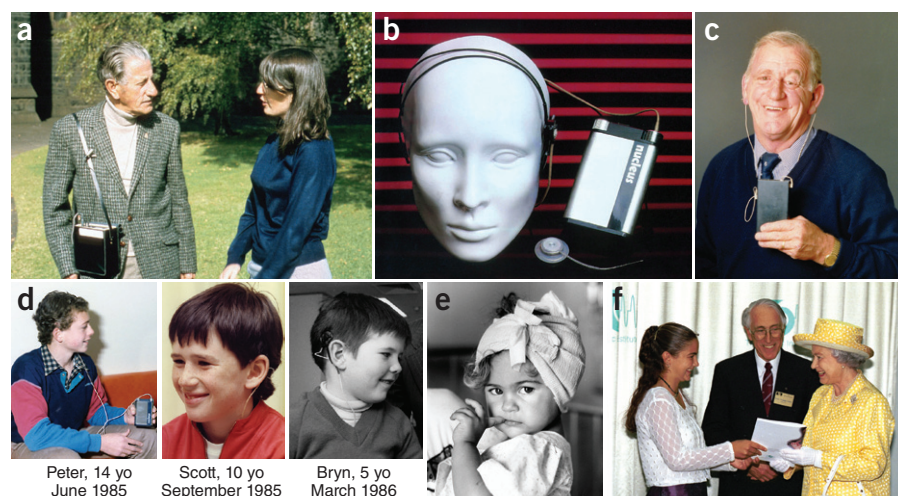 a
b
c
nucleus
d
e
f
Peter, 14 yo
June 1985
Scott, 10 yo
September 1985
Bryn, 5 yo
March 1986